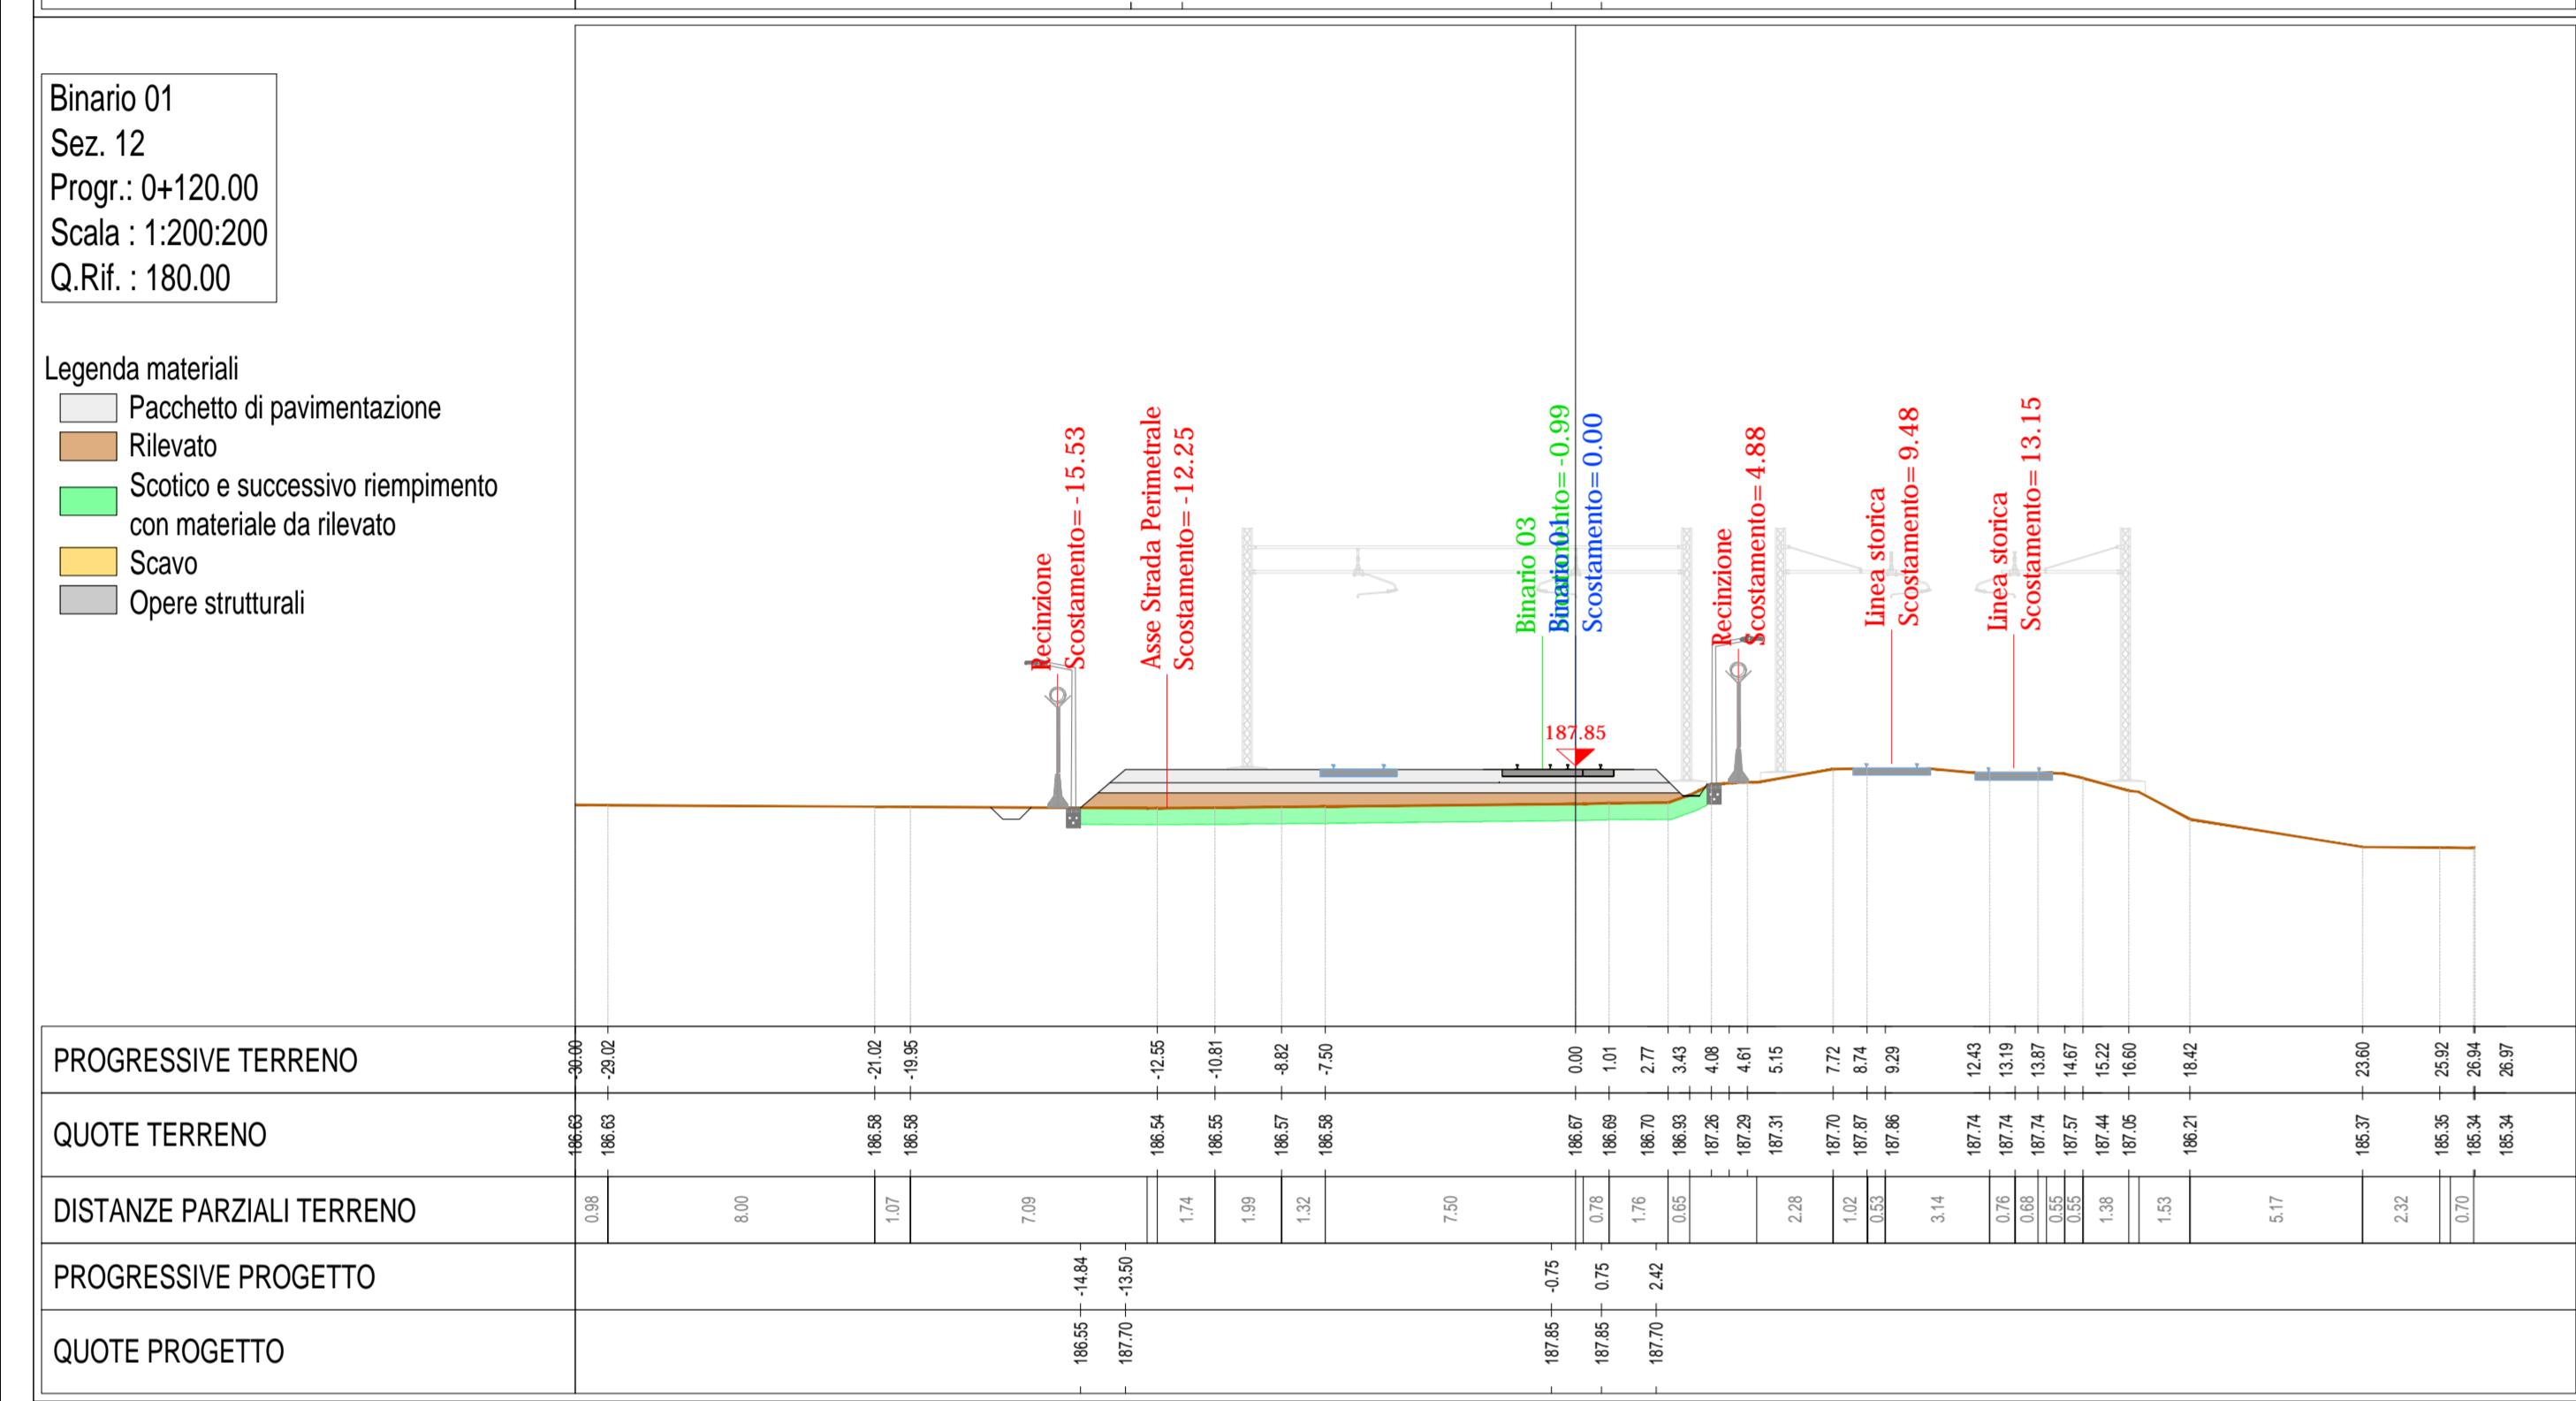 Binario 01
Sez. 12
Progr.: 0+120.00
Scala : 1:200:200
Q.Rif. : 180.00
Legenda materiali
Pacchetto di pavimentazione
Rilevato
Scotico e successivo riempimento
con materiale da rilevato
Scavo
Opere strutturali
Recinzione
Scostamento= -15.53
Asse Strada Perimetrale
Scostamento= -12.25
Binario 03
Scostamento= -0.99
Binario 01
Scostamento= 0.00
187.85
Recinzione
Scostamento= 4.88
Linea storica
Scostamento= 9.48
Linea storica
Scostamento= 13.15
PROGRESSIVE TERRENO -30.00 -29.02 -21.02 -19.95 -12.55 -10.81 -8.82 -7.50 0.00 1.01 2.77 3.43 4.08 4.61 5.15 7.72 8.74 9.29 12.43 13.19 13.87 14.67 15.22 16.60 18.42 23.60 25.92 26.94 26.97
QUOTE TERRENO 186.63 186.63 186.58 186.58 186.54 186.55 186.57 186.58 186.67 186.69 186.70 186.93 187.26 187.29 187.31 187.70 187.87 187.86 187.74 187.74 187.74 187.57 187.44 187.05 186.21 185.37 185.35 185.34 185.34
DISTANZE PARZIALI TERRENO 0.98 8.00 1.07 7.09 1.74 1.99 1.32 7.50 0.78 1.76 0.65 2.28 1.02 0.53 3.14 0.76 0.68 0.55 0.55 1.38 1.53 5.17 2.32 0.70
PROGRESSIVE PROGETTO -14.84 -13.50 -0.75 0.75 2.42
QUOTE PROGETTO 186.55 187.70 187.85 187.85 187.70